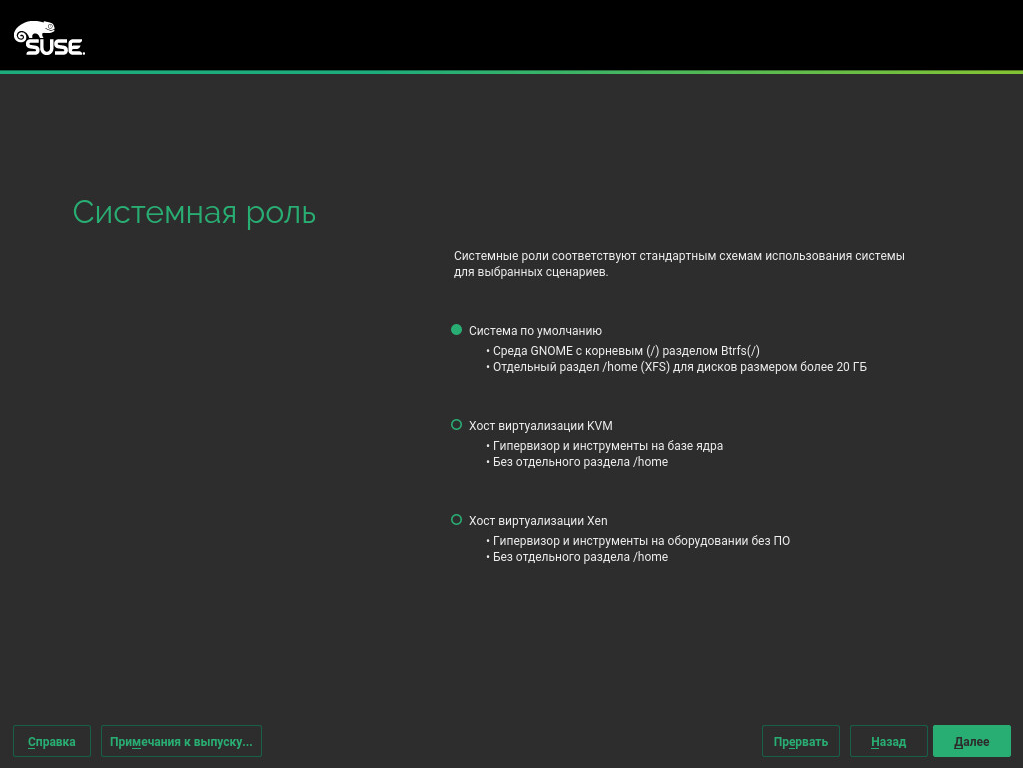 SUSE.
Системная роль
Системные роли соответствуют стандартным схемам использования системы
для выбранных сценариев.
Система по умолчанию
• Среда GNOME с корневым (/) разделом Btrfs(/)
• Отдельный раздел /home (XFS) для дисков размером более 20 ГБ
Хост виртуализации KVM
• Гипервизор и инструменты на базе ядра
• Без отдельного раздела /home
Хост виртуализации Xen
• Гипервизор и инструменты на оборудовании без ПО
• Без отдельного раздела /home
Справка
Примечания к выпуску...
Прервать
Назад
Далее